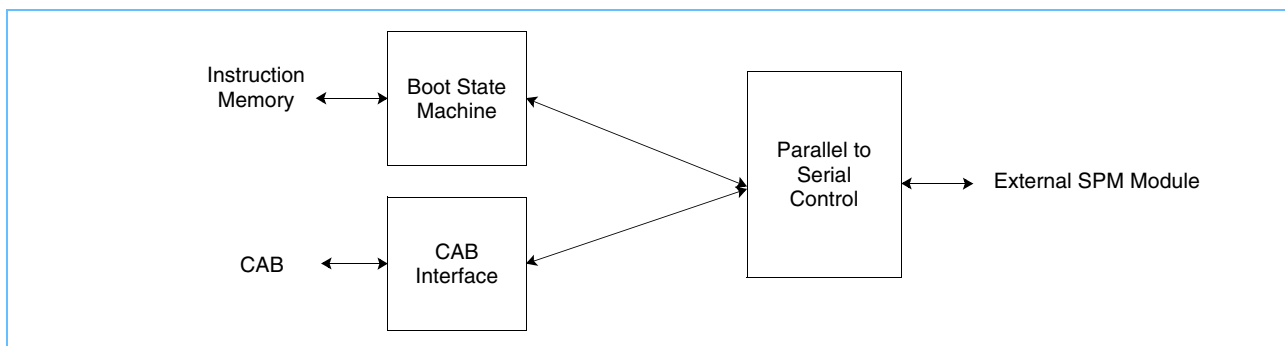 Instruction
Memory
Boot State
Machine
Parallel to
Serial
Control
External SPM Module
CAB
CAB
Interface